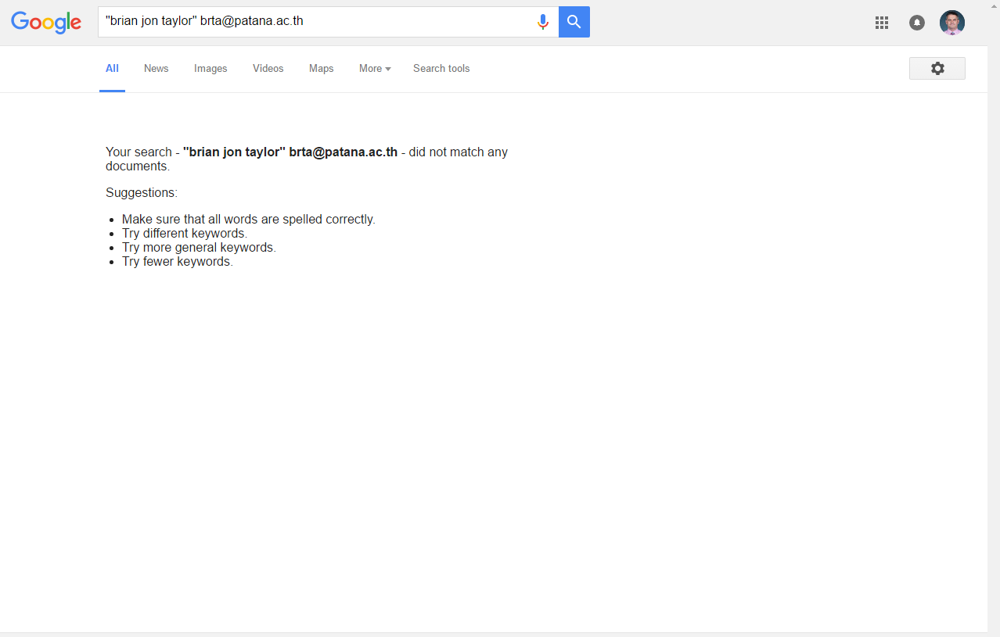 Google
"brian jon taylor" brta@patana.ac.th
All News Images Videos Maps More Search tools
Your search - "brian jon taylor" brta@patana.ac.th - did not match any
documents.
Suggestions:
Make sure that all words are spelled correctly.
Try different keywords.
Try more general keywords.
Try fewer keywords.